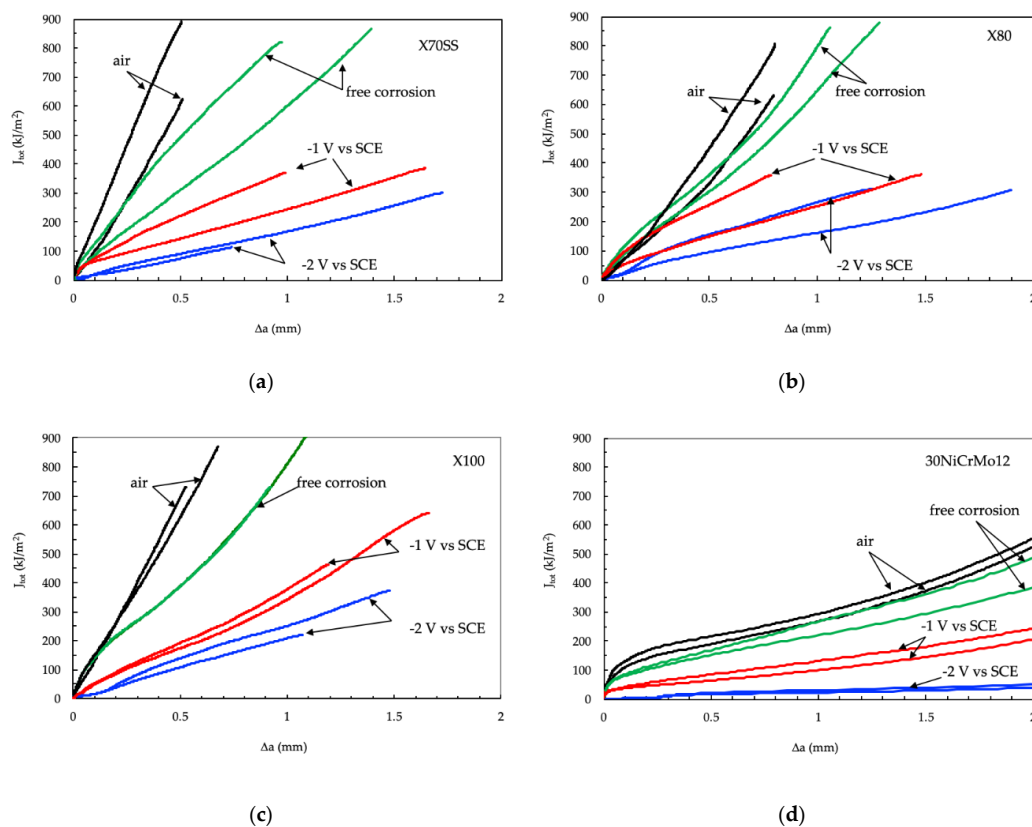 900
800
700
600
500
400
300
200
100
0
J_tot (kJ/m²)
X70SS
air
free corrosion
-1 V vs SCE
-2 V vs SCE
0 0.5 1 1.5 2
Δa (mm)
(a)
900
800
700
600
500
400
300
200
100
0
J_tot (kJ/m²)
X80
air
free corrosion
-1 V vs SCE
-2 V vs SCE
0 0.5 1 1.5 2
Δa (mm)
(b)
900
800
700
600
500
400
300
200
100
0
J_tot (kJ/m²)
X100
air
free corrosion
-1 V vs SCE
-2 V vs SCE
0 0.5 1 1.5 2
Δa (mm)
(c)
900
800
700
600
500
400
300
200
100
0
J_tot (kJ/m²)
30NiCrMo12
free corrosion
air
-1 V vs SCE
-2 V vs SCE
0 0.5 1 1.5 2
Δa (mm)
(d)